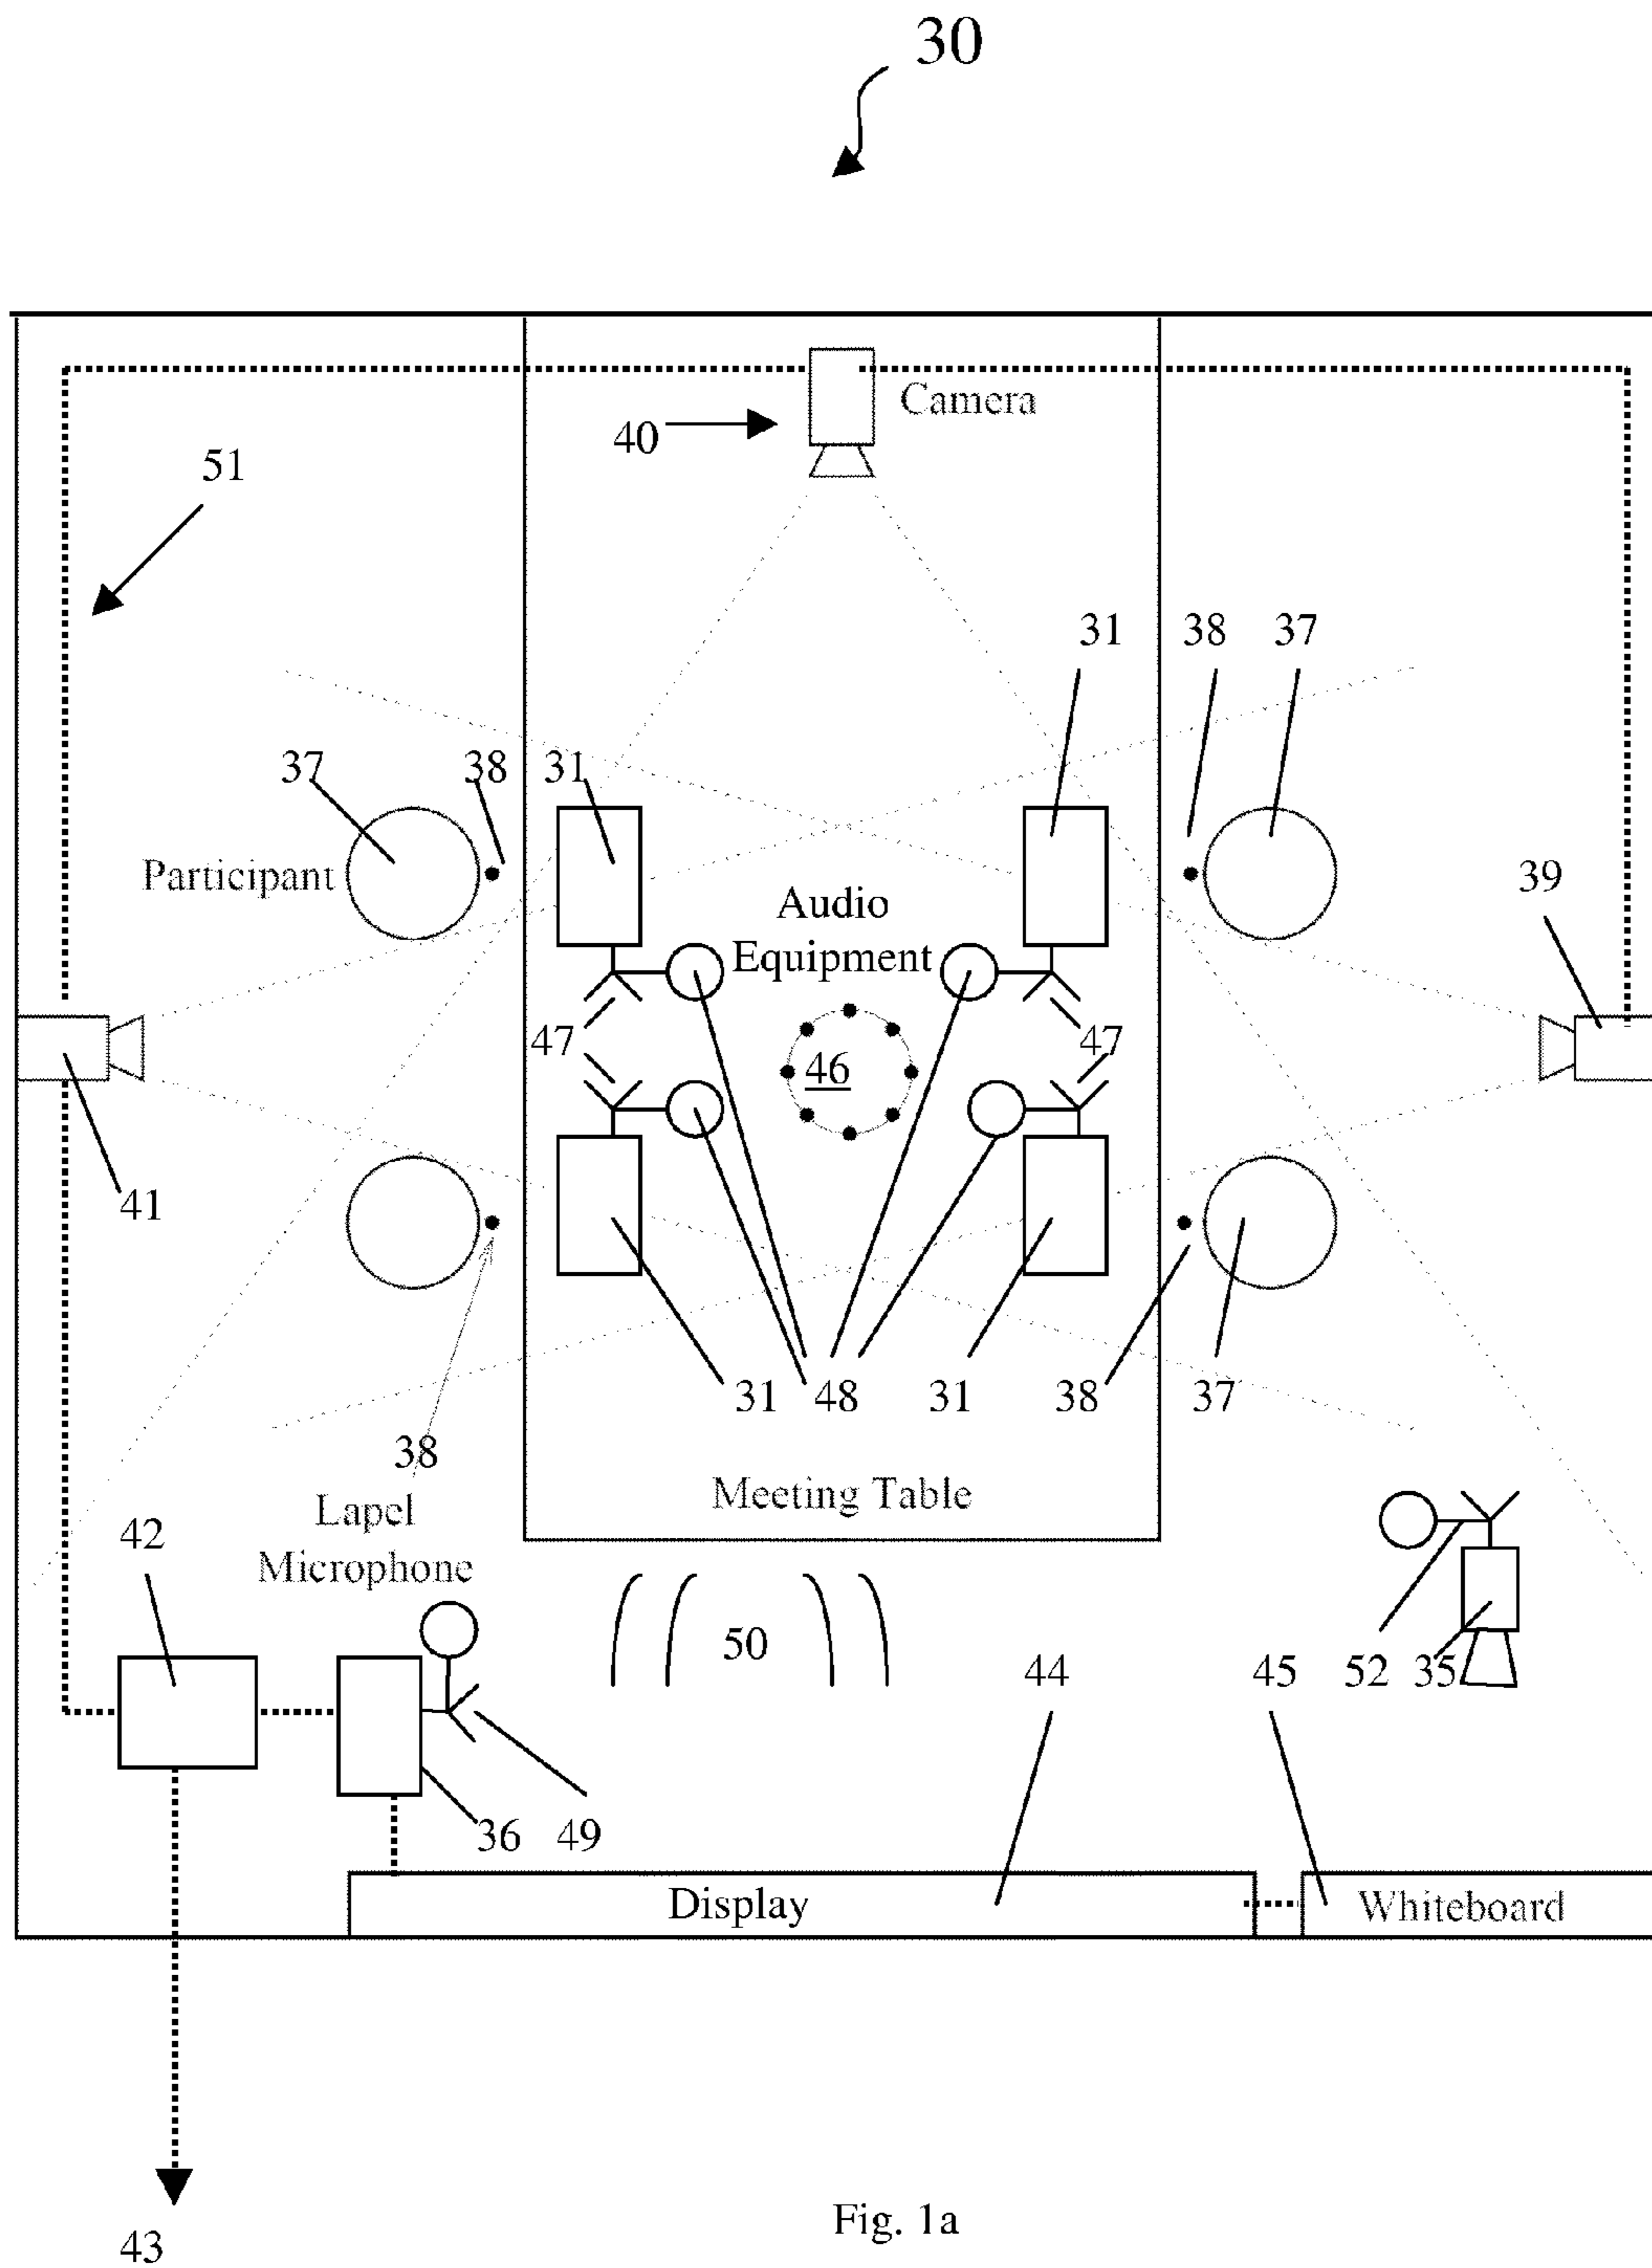 30
Camera
40
51
31 38 37
37 38 31
Participant
39
Audio
Equipment
47 46 47
41
31 48 31 38 37
38
Meeting Table
Lapel
Microphone
42
50
44 45 52 35
36 49
Display Whiteboard
43
Fig. 1a